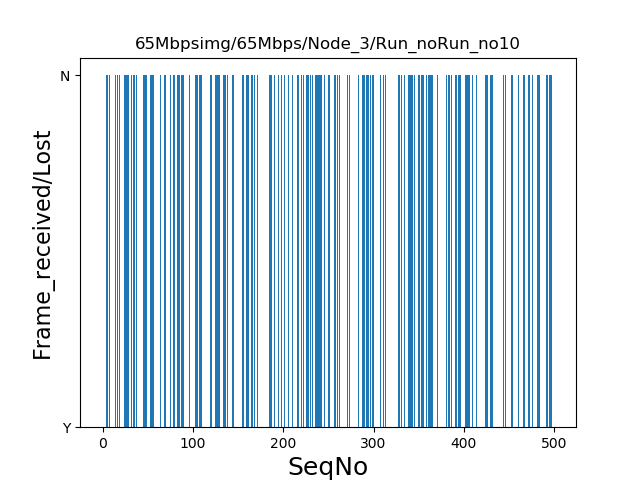 65Mbpsimg/65Mbps/Node_3/Run_noRun_no10
N
Frame_received/Lost
Y
0 100 200 300 400 500
SeqNo